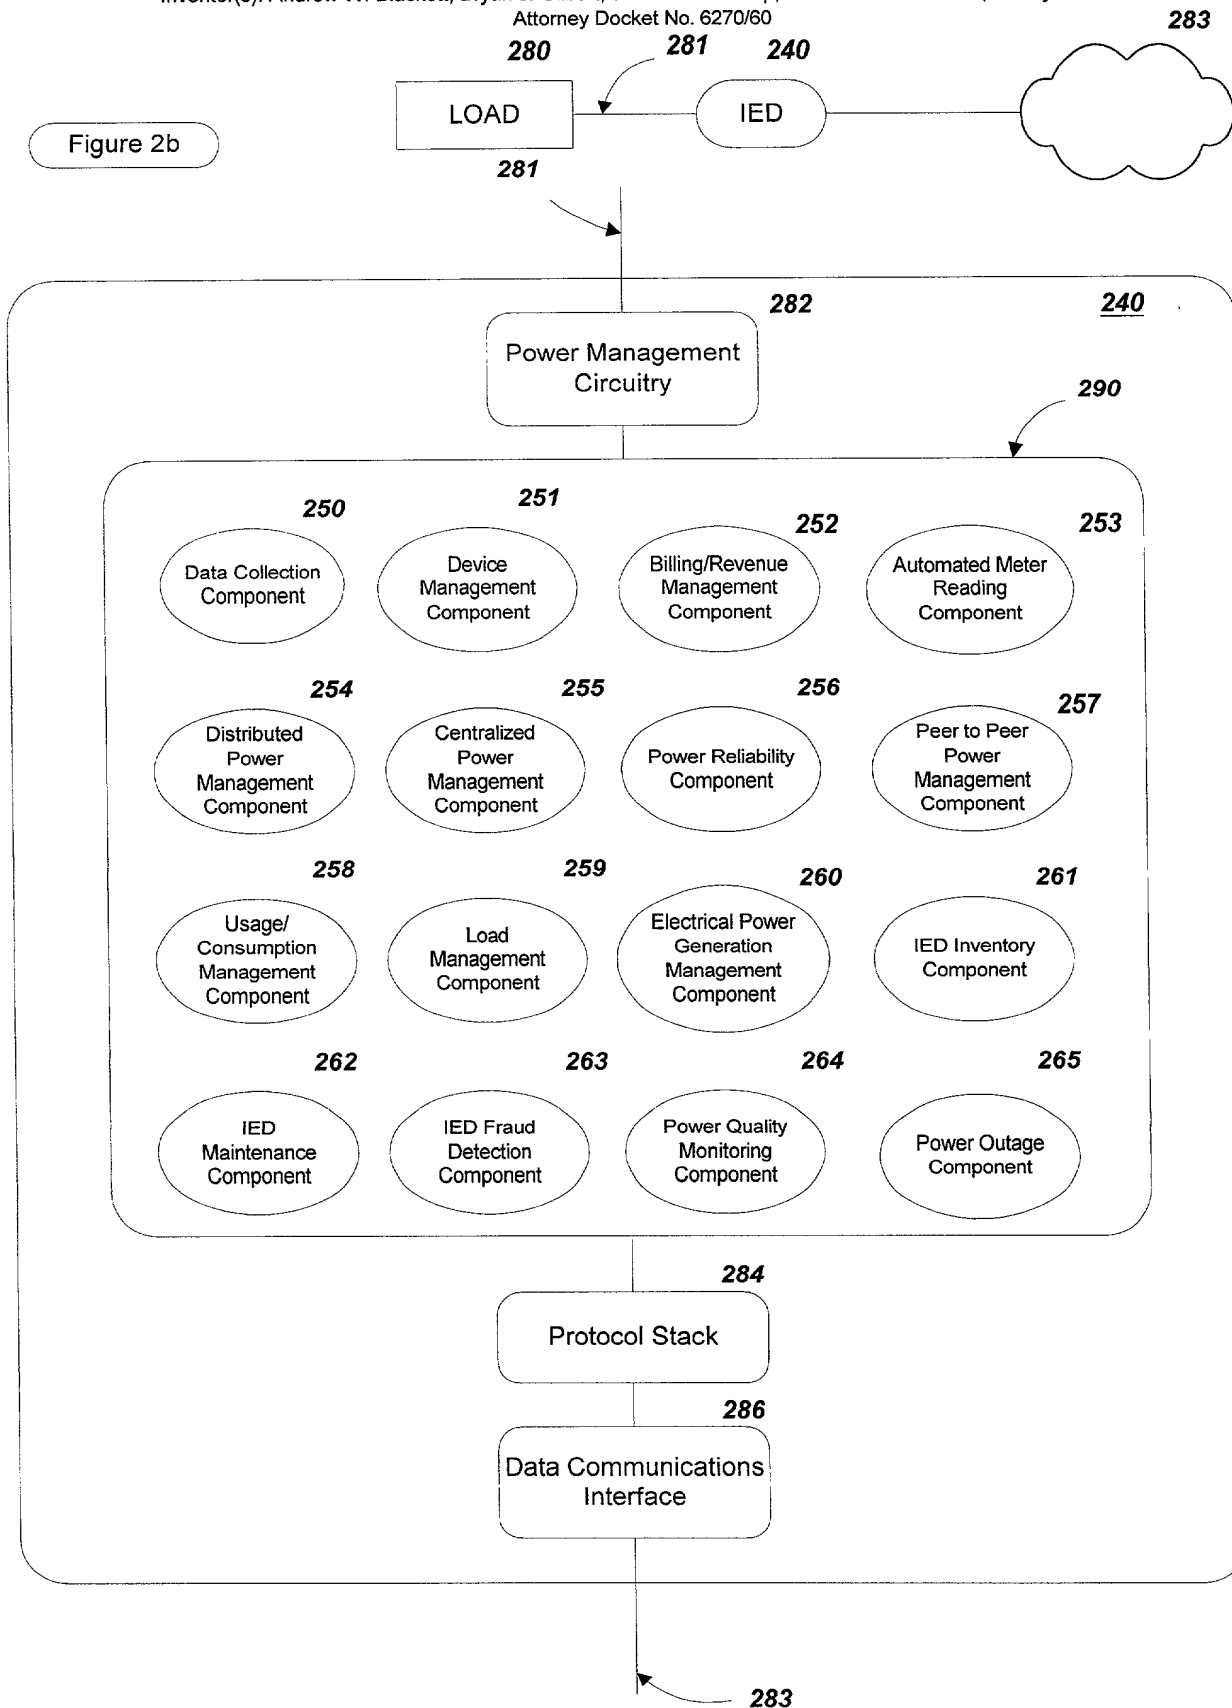 Attorney Docket No. 6270/60
283
280
281
240
LOAD
IED
Figure 2b
281
282
240
Power Management
Circuitry
290
250
251
252
253
Data Collection
Component
Device
Management
Component
Billing/Revenue
Management
Component
Automated Meter
Reading
Component
254
255
256
257
Distributed
Power
Management
Component
Centralized
Power
Management
Component
Power Reliability
Component
Peer to Peer
Power
Management
Component
258
259
260
261
Usage/
Consumption
Management
Component
Load
Management
Component
Electrical Power
Generation
Management
Component
IED Inventory
Component
262
263
264
265
IED
Maintenance
Component
IED Fraud
Detection
Component
Power Quality
Monitoring
Component
Power Outage
Component
284
Protocol Stack
286
Data Communications
Interface
283